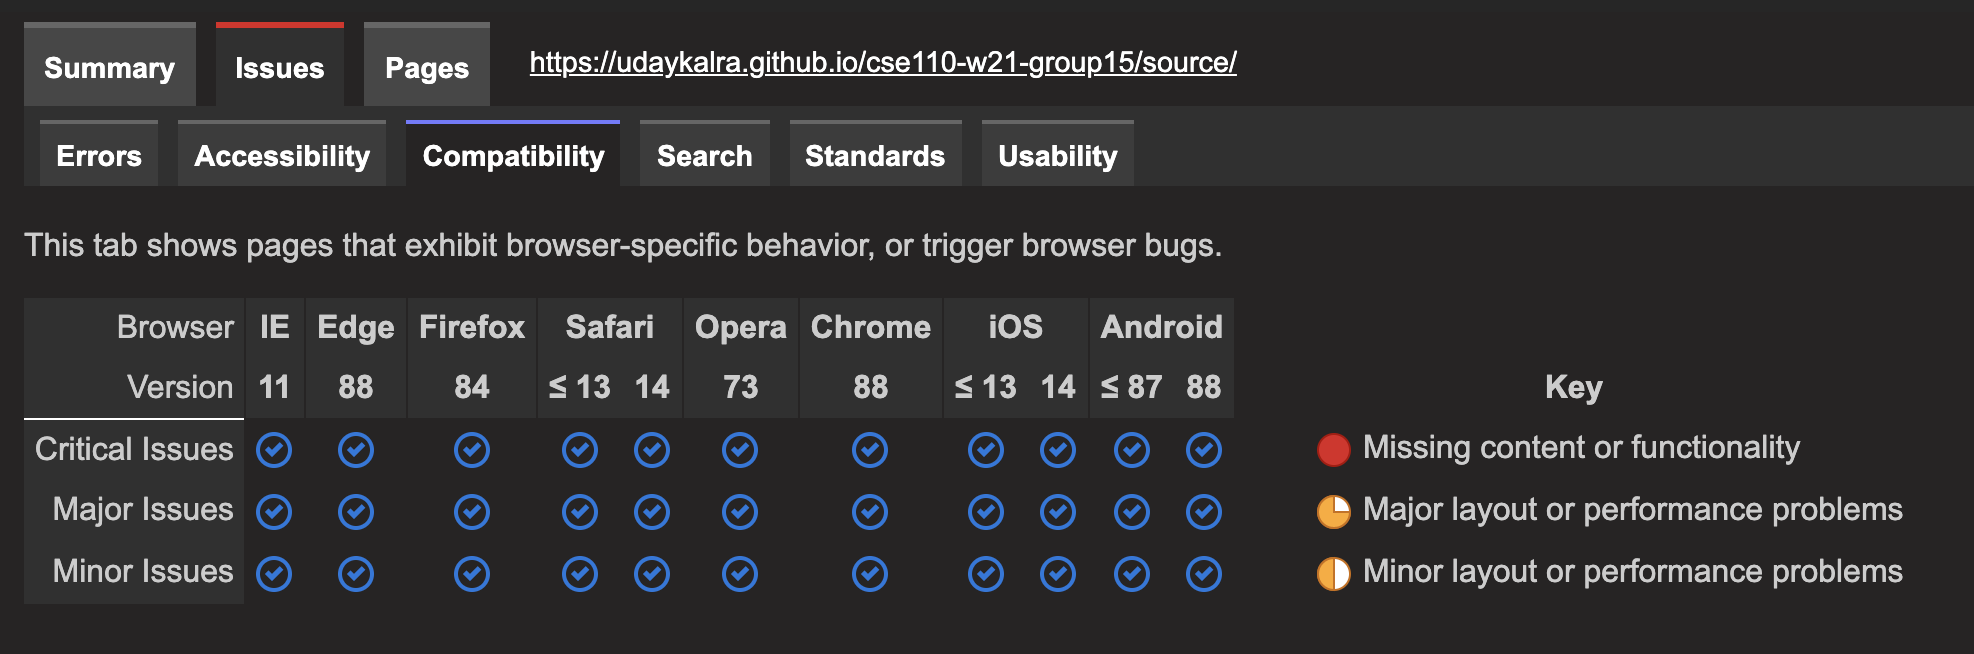 Summary Issues Pages https://udaykalra.github.io/cse110-w21-group15/source/
Errors Accessibility Compatibility Search Standards Usability
This tab shows pages that exhibit browser-specific behavior, or trigger browser bugs.
Browser IE Edge Firefox Safari Opera Chrome iOS Android
Version 11 88 84 ≤ 13 14 73 88 ≤ 13 14 ≤ 87 88 Key
Critical Issues Missing content or functionality
Major Issues Major layout or performance problems
Minor Issues Minor layout or performance problems